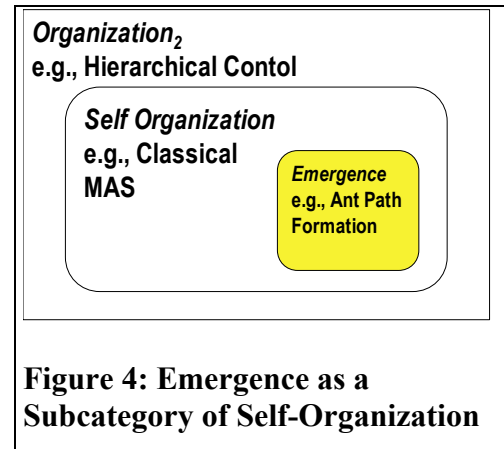 Organization₂
e.g., Hierarchical Contol
Self Organization
e.g., Classical
MAS
Emergence
e.g., Ant Path
Formation
Figure 4: Emergence as a
Subcategory of Self-Organization